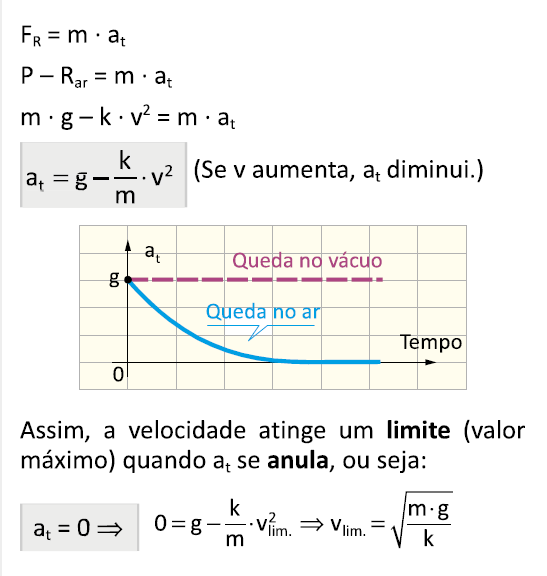 F_R = m · a_t
P – R_ar = m · a_t
m · g – k · v² = m · a_t
a_t = g – k/m · v² (Se v aumenta, a_t diminui.)
a_t
Queda no vácuo
g
Queda no ar
Tempo
0
Assim, a velocidade atinge um limite (valor
máximo) quando a_t se anula, ou seja:
a_t = 0 ⇒ 0 = g – k/m · v²_lim. ⇒ v_lim. = √(m·g/k)